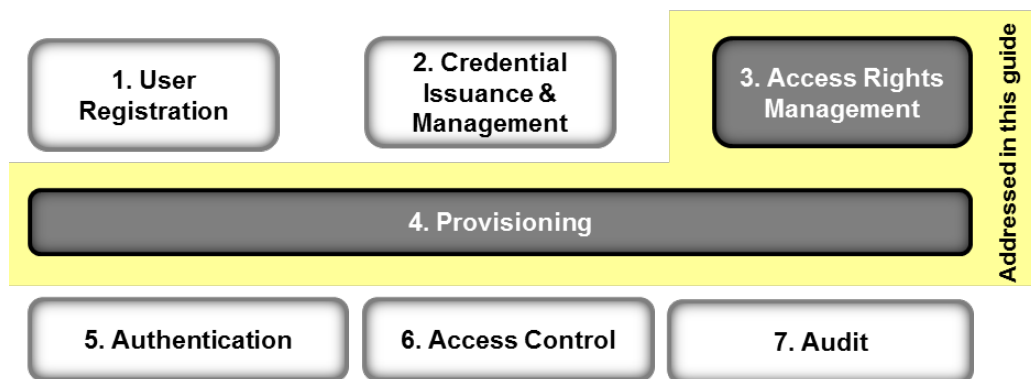 1. User
Registration
2. Credential
Issuance &
Management
3. Access Rights
Management
Addressed in this guide
4. Provisioning
5. Authentication
6. Access Control
7. Audit